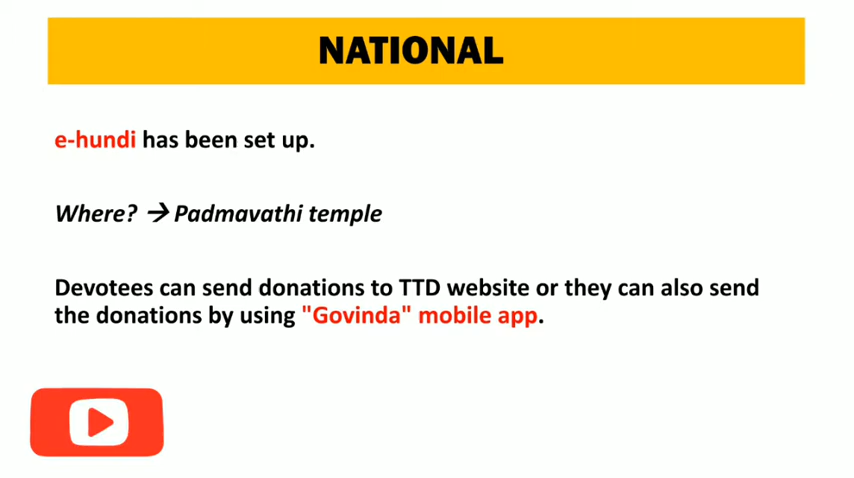 NATIONAL
e-hundi has been set up.
Where? → Padmavathi temple
Devotees can send donations to TTD website or they can also send
the donations by using "Govinda" mobile app.